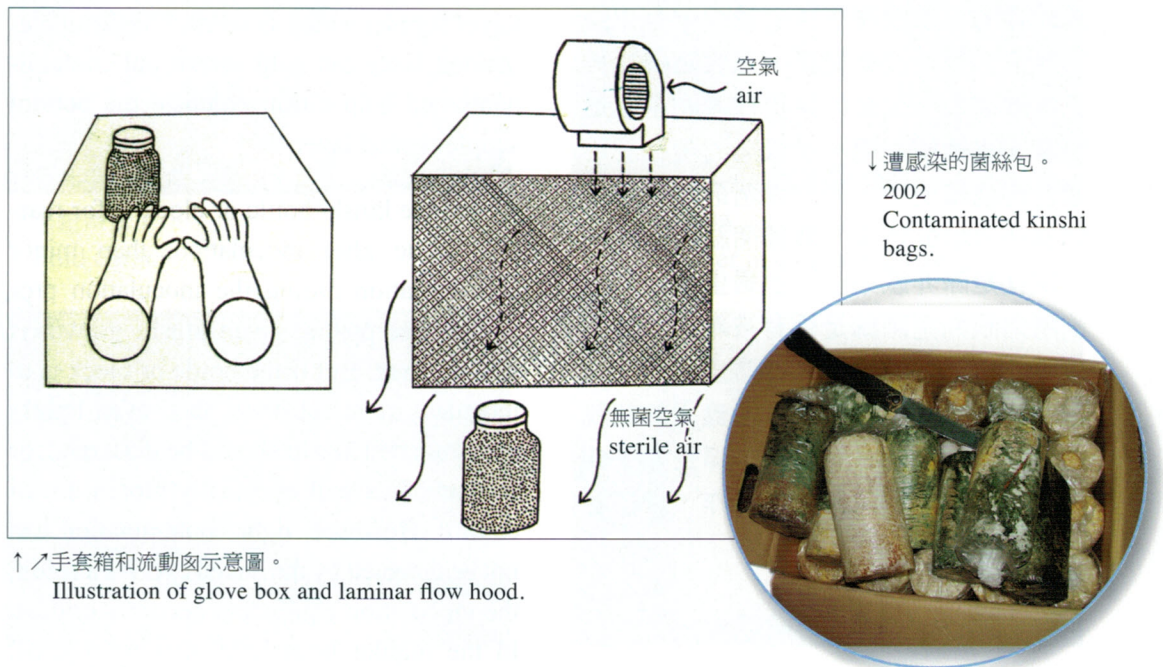 空氣
air
無菌空氣
sterile air
↓遭感染的菌絲包。
2002
Contaminated kinshi
bags.
↑↗手套箱和流動函示意圖。
Illustration of glove box and laminar flow hood.